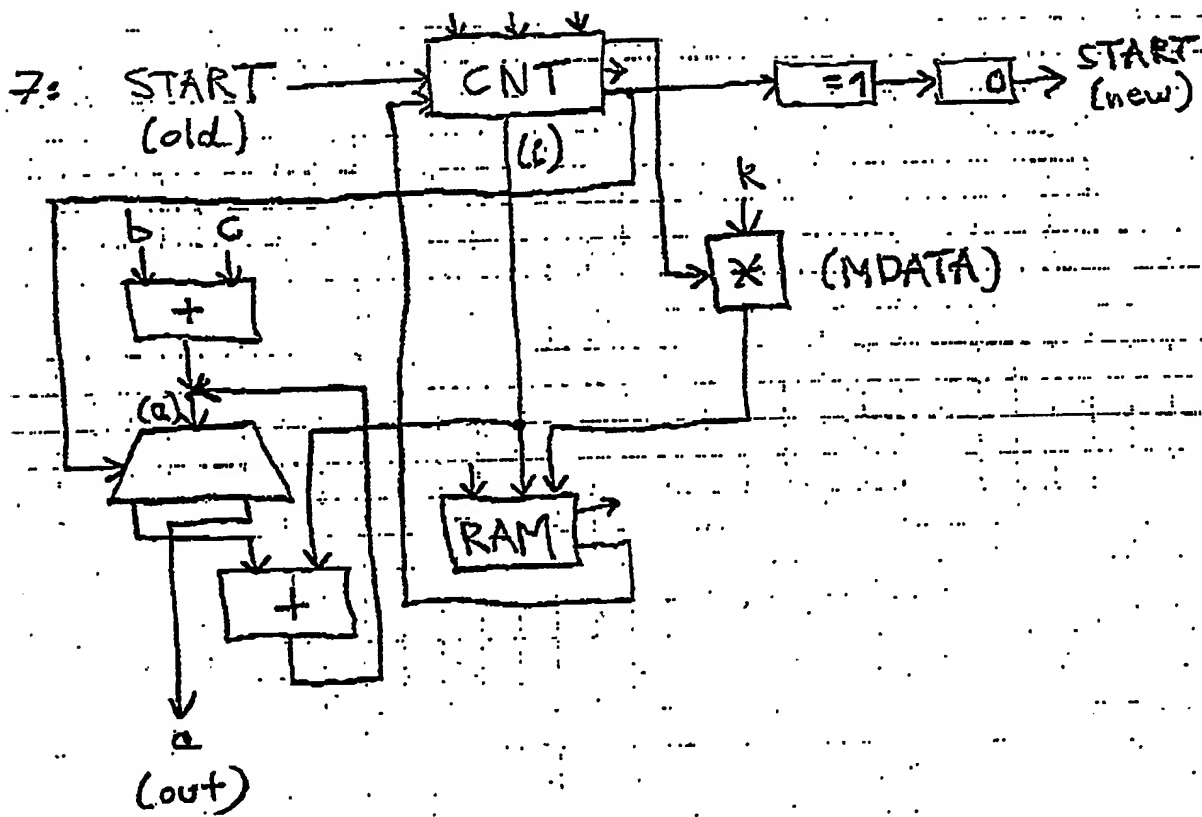 7: START
(old)
CNT
=1
0
START
(new)
(i)
k
b c
+
*
(MDATA)
(a)
RAM
+
a
(out)